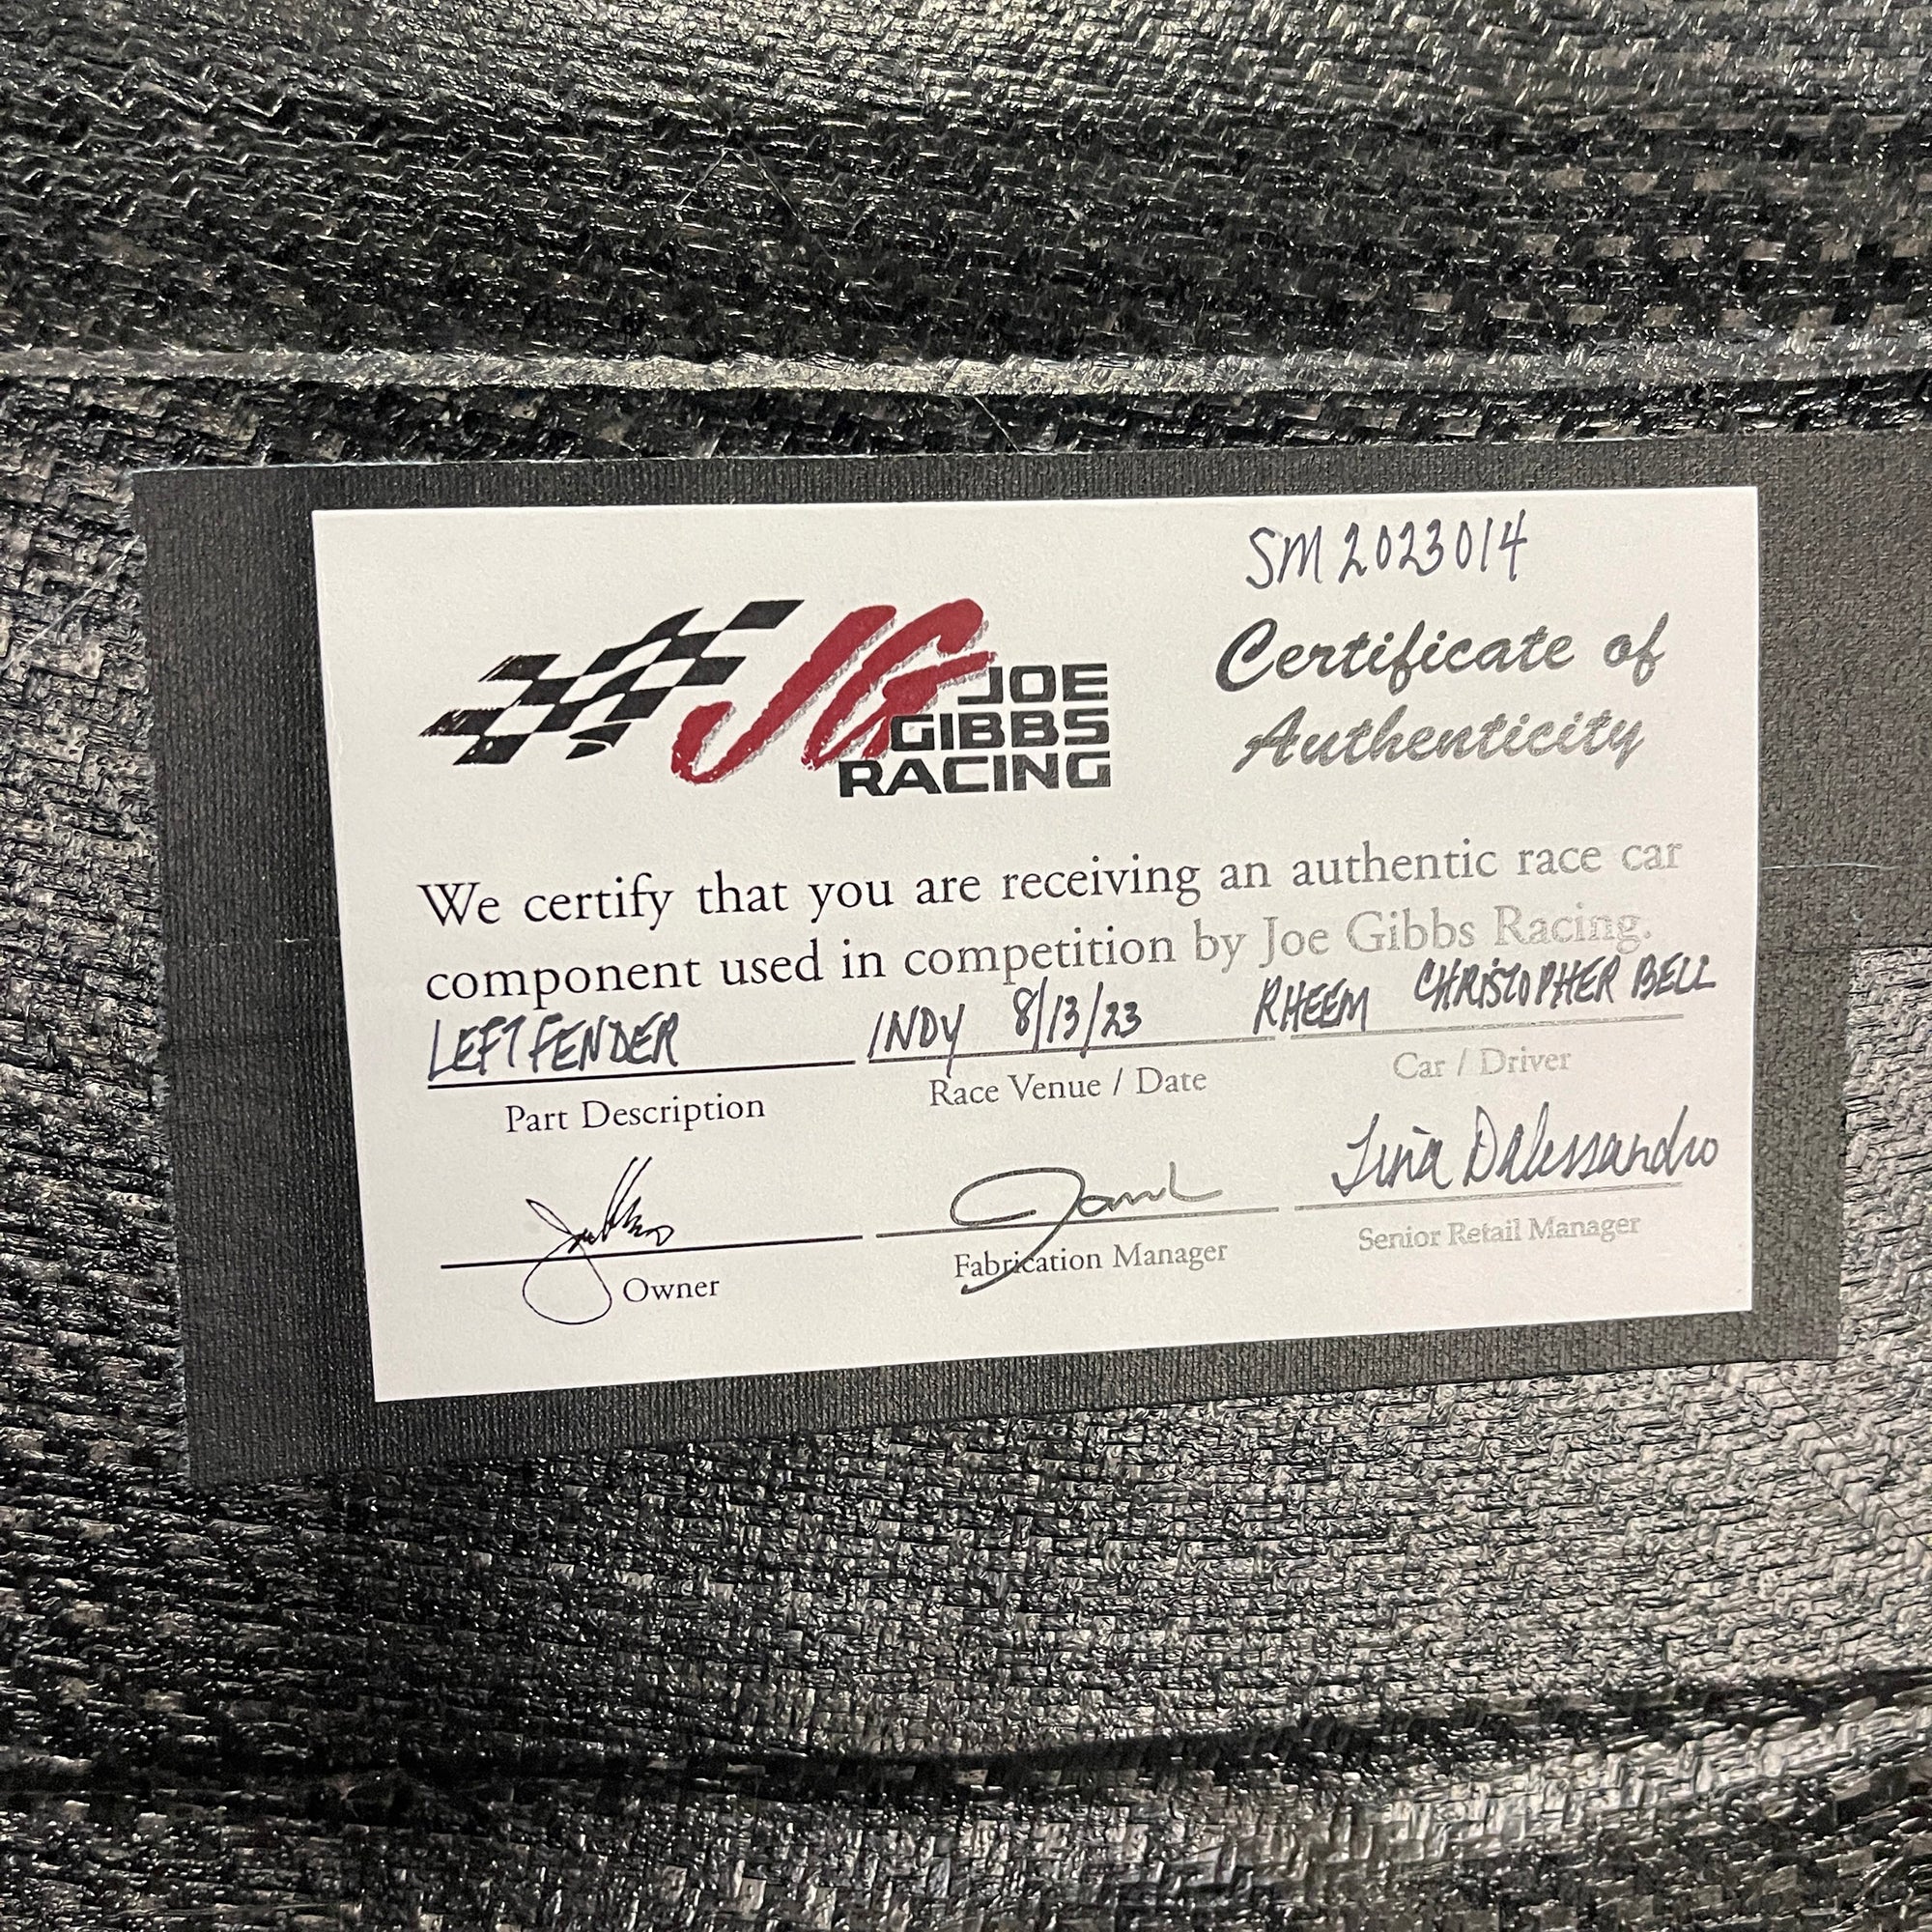 SM2023014
JG JOE
GIBBS
RACING
Certificate of
Authenticity
We certify that you are receiving an authentic race car
component used in competition by Joe Gibbs Racing.
LEFT FENDER INDY 8/13/23 RHEEM CHRISTOPHER BELL
Part Description Race Venue / Date Car / Driver
Tina Dalessandro
Owner Fabrication Manager Senior Retail Manager